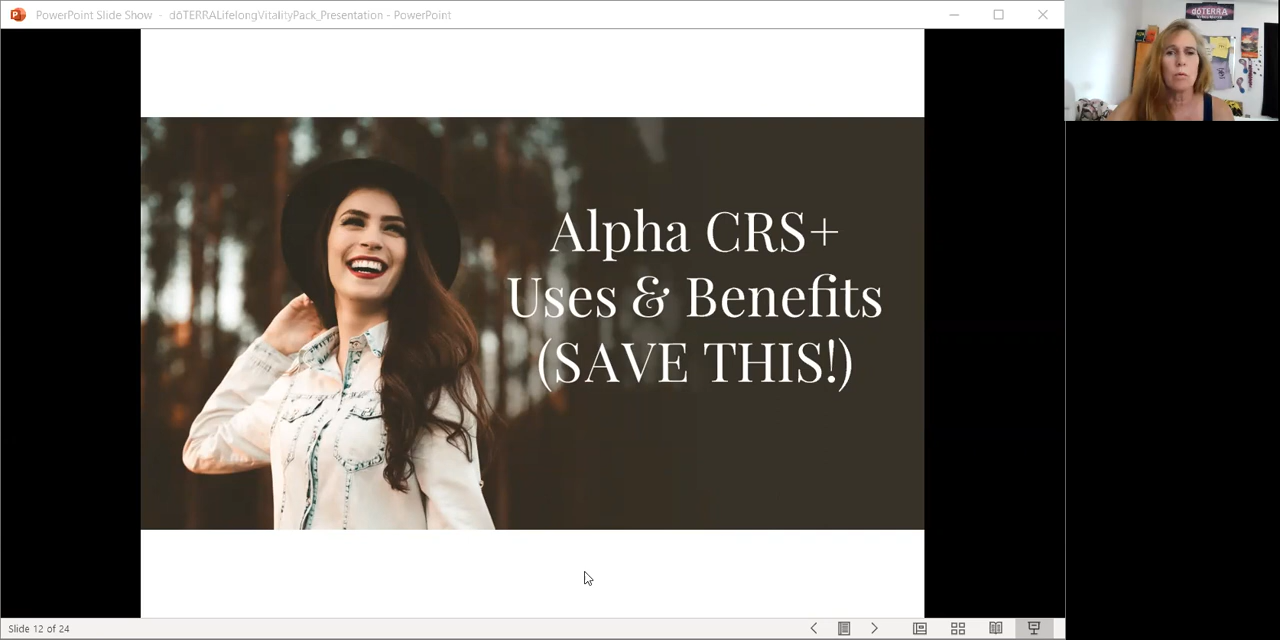 PowerPoint Slide Show - dōTERRALifelongVitalityPack_Presentation - PowerPoint
dōTERRA
Alpha CRS+
Uses & Benefits
(SAVE THIS!)
Slide 12 of 24